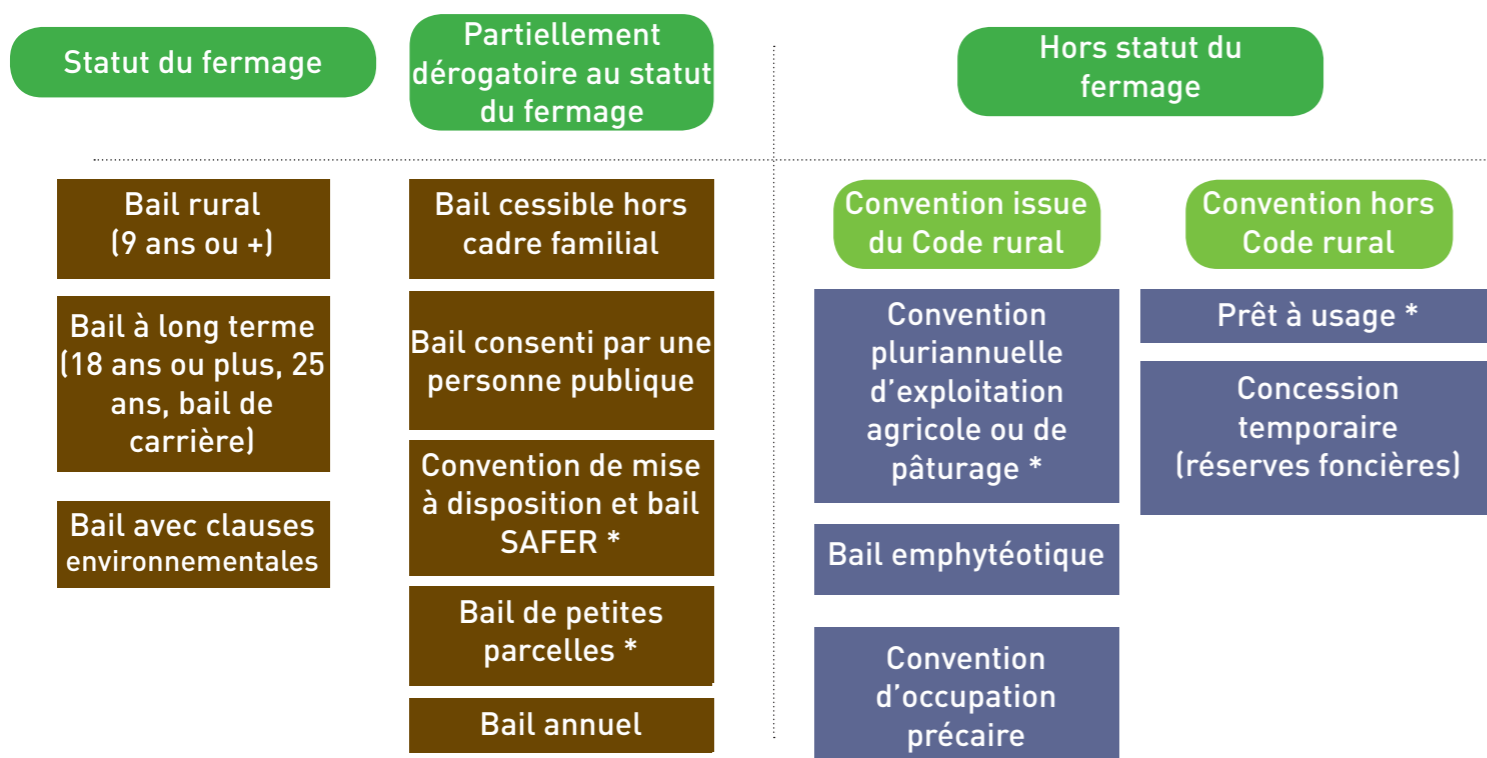 Statut du fermage
Partiellement
dérogatoire au statut
du fermage
Hors statut du
fermage
Bail rural
(9 ans ou +)
Bail à long terme
(18 ans ou plus, 25
ans, bail de
carrière)
Bail avec clauses
environnementales
Bail cessible hors
cadre familial
Bail consenti par une
personne publique
Convention de mise
à disposition et bail
SAFER *
Bail de petites
parcelles *
Bail annuel
Convention issue
du Code rural
Convention
pluriannuelle
d’exploitation
agricole ou de
pâturage *
Bail emphytéotique
Convention
d’occupation
précaire
Convention hors
Code rural
Prêt à usage *
Concession
temporaire
(réserves foncières)